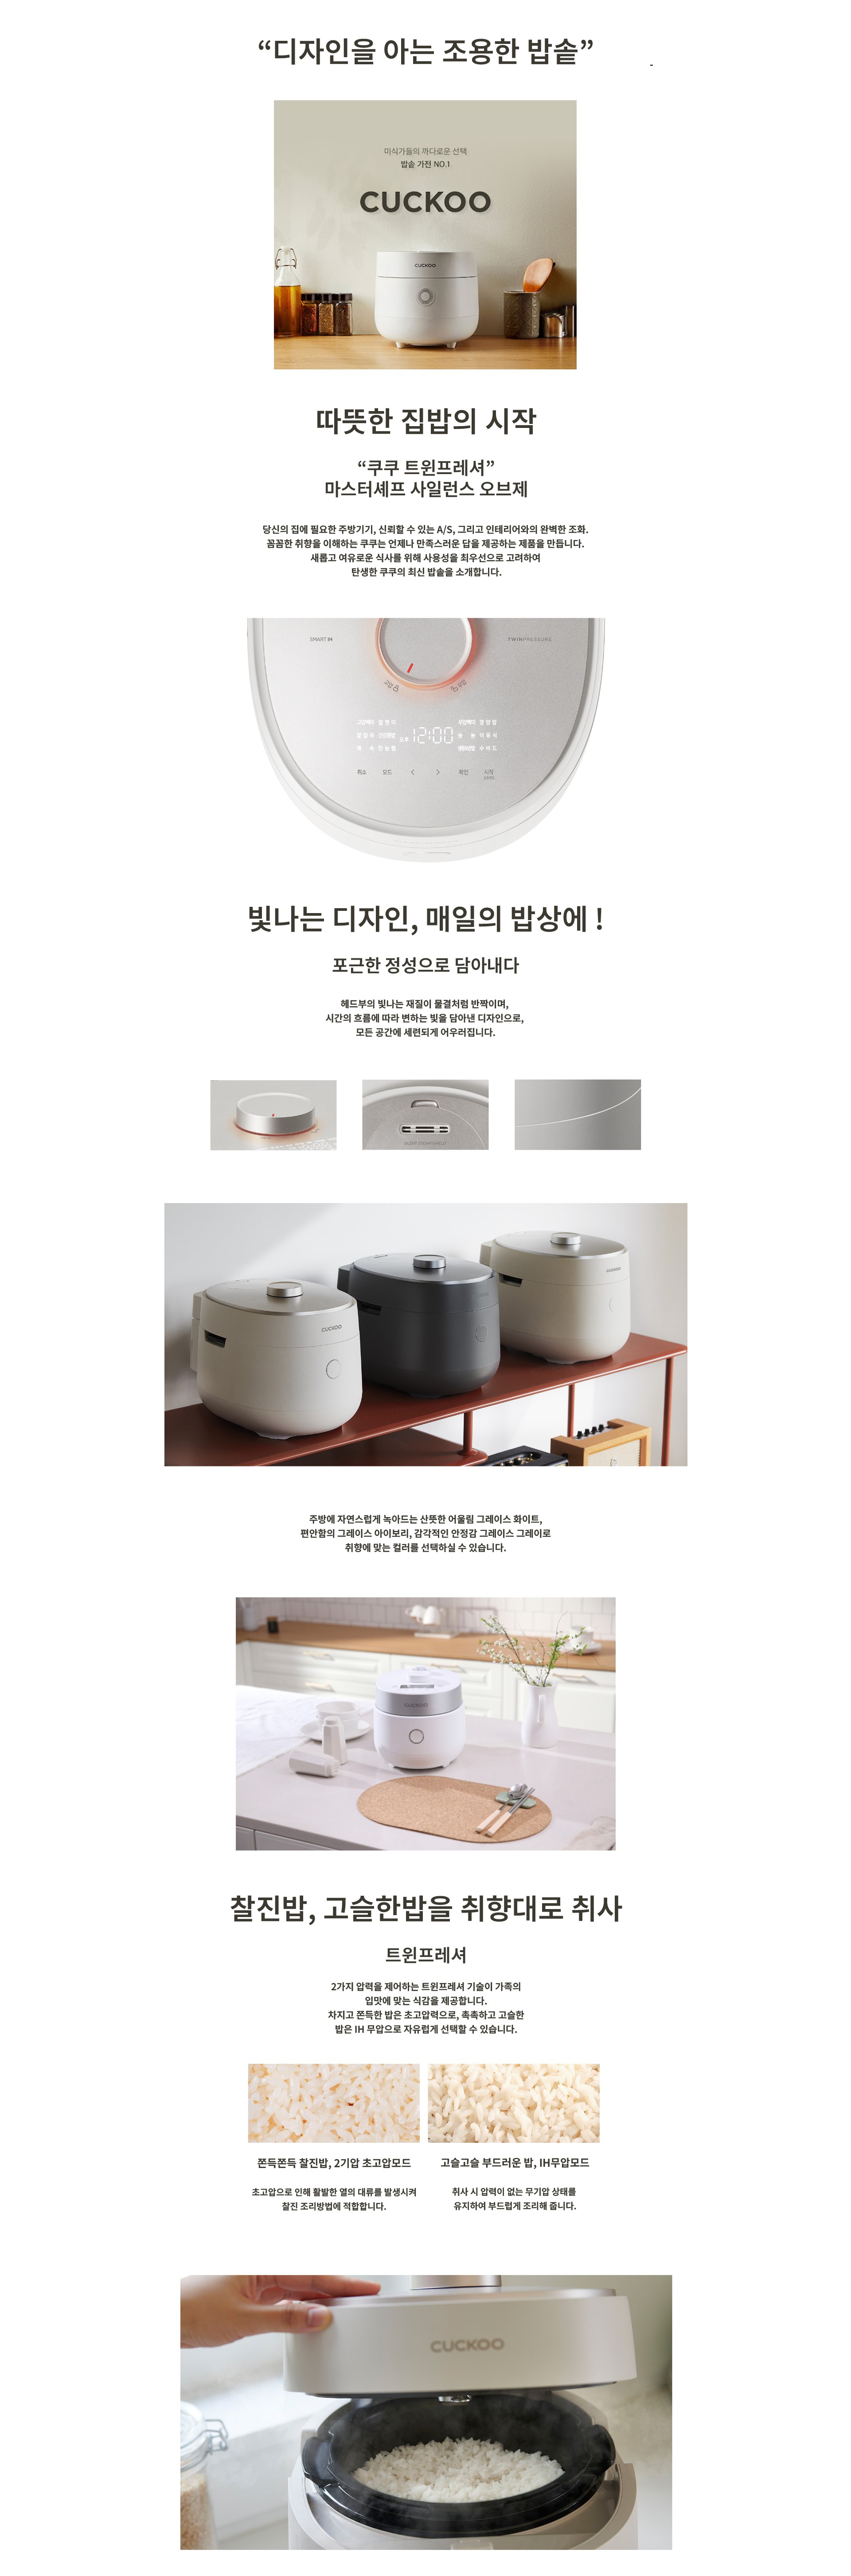 “디자인을 아는 조용한 밥솥”
미식가들의 까다로운 선택
밥솥 가전 NO.1
CUCKOO
CUCKOO
따뜻한 집밥의 시작
“쿠쿠 트윈프레셔”
마스터셰프 사일런스 오브제
당신의 집에 필요한 주방기기, 신뢰할 수 있는 A/S, 그리고 인테리어와의 완벽한 조화.
꼼꼼한 취향을 이해하는 쿠쿠는 언제나 만족스러운 답을 제공하는 제품을 만듭니다.
새롭고 여유로운 식사를 위해 사용성을 최우선으로 고려하여
탄생한 쿠쿠의 최신 밥솥을 소개합니다.
SMART IH
TWINPRESSURE
오후 12:00
취소 모드 < > 확인 시작
빛나는 디자인, 매일의 밥상에 !
포근한 정성으로 담아내다
헤드부의 빛나는 재질이 물결처럼 반짝이며,
시간의 흐름에 따라 변하는 빛을 담아낸 디자인으로,
모든 공간에 세련되게 어우러집니다.
CUCKOO
CUCKOO
주방에 자연스럽게 녹아드는 산뜻한 어울림 그레이스 화이트,
편안함의 그레이스 아이보리, 감각적인 안정감 그레이스 그레이로
취향에 맞는 컬러를 선택하실 수 있습니다.
CUCKOO
찰진밥, 고슬한밥을 취향대로 취사
트윈프레셔
2가지 압력을 제어하는 트윈프레셔 기술이 가족의
입맛에 맞는 식감을 제공합니다.
차지고 쫀득한 밥은 초고압력으로, 촉촉하고 고슬한
밥은 IH 무압으로 자유럽게 선택할 수 있습니다.
쫀득쫀득 찰진밥, 2기압 초고압모드
초고압으로 인해 활발한 열의 대류를 발생시켜
찰진 조리방법에 적합합니다.
고슬고슬 부드러운 밥, IH무압모드
취사 시 압력이 없는 무기압 상태를
유지하여 부드럽게 조리해 줍니다.
CUCKOO